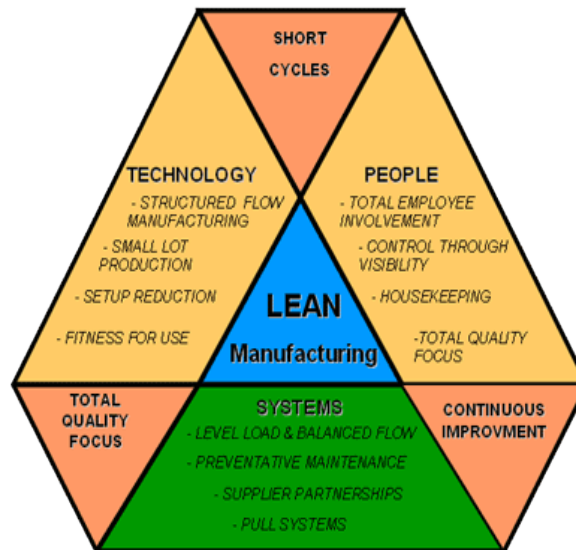 SHORT
CYCLES
TECHNOLOGY
- STRUCTURED FLOW
MANUFACTURING
- SMALL LOT
PRODUCTION
- SETUP REDUCTION
- FITNESS FOR USE
PEOPLE
- TOTAL EMPLOYEE
INVOLVEMENT
- CONTROL THROUGH
VISIBILITY
- HOUSEKEEPING
-TOTAL QUALITY
FOCUS
LEAN
Manufacturing
TOTAL
QUALITY
FOCUS
SYSTEMS
- LEVEL LOAD & BALANCED FLOW
- PREVENTATIVE MAINTENANCE
- SUPPLIER PARTNERSHIPS
- PULL SYSTEMS
CONTINUOUS
IMPROVMENT